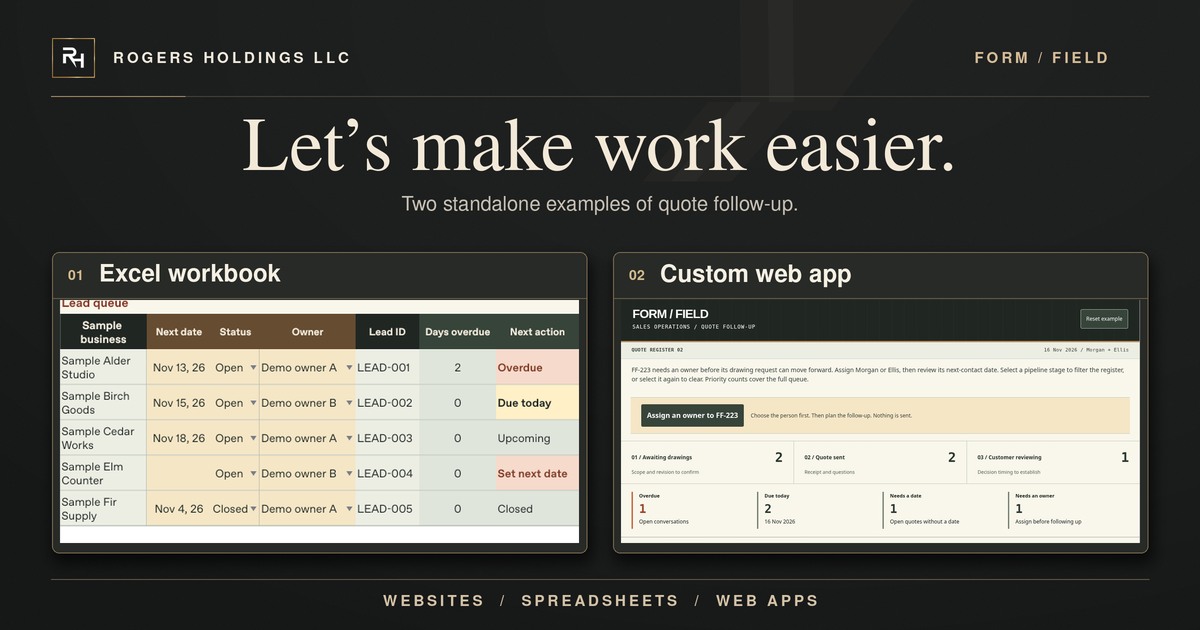 RH
ROGERS HOLDINGS LLC
FORM / FIELD
Let’s make work easier.
Two standalone examples of quote follow-up.
01 Excel workbook
Lead queue
Sample business Next date Status Owner Lead ID Days overdue Next action
Sample Alder Studio Nov 13, 26 Open Demo owner A LEAD-001 2 Overdue
Sample Birch Goods Nov 15, 26 Open Demo owner B LEAD-002 0 Due today
Sample Cedar Works Nov 18, 26 Open Demo owner A LEAD-003 0 Upcoming
Sample Elm Counter Open Demo owner B LEAD-004 0 Set next date
Sample Fir Supply Nov 4, 26 Closed Demo owner A LEAD-005 0 Closed
02 Custom web app
FORM / FIELD
SALES OPERATIONS / QUOTE FOLLOW-UP
Reset example
QUOTE REGISTER 02
16 Nov 2026 / Morgan + Ellis
FF-223 needs an owner before its drawing request can move forward. Assign Morgan or Ellis, then review its next-contact date. Select a pipeline stage to filter the register,
or select it again to clear. Priority counts cover the full queue.
Assign an owner to FF-223 Choose the person first. Then plan the follow-up. Nothing is sent.
01 / Awaiting drawings 2 02 / Quote sent 2 03 / Customer reviewing 1
Scope and revision to confirm Receipt and questions Decision timing to establish
Overdue Due today Needs a date Needs an owner
1 2 1 1
Open conversations 16 Nov 2026 Open quotes without a date Assign before following up
WEBSITES / SPREADSHEETS / WEB APPS